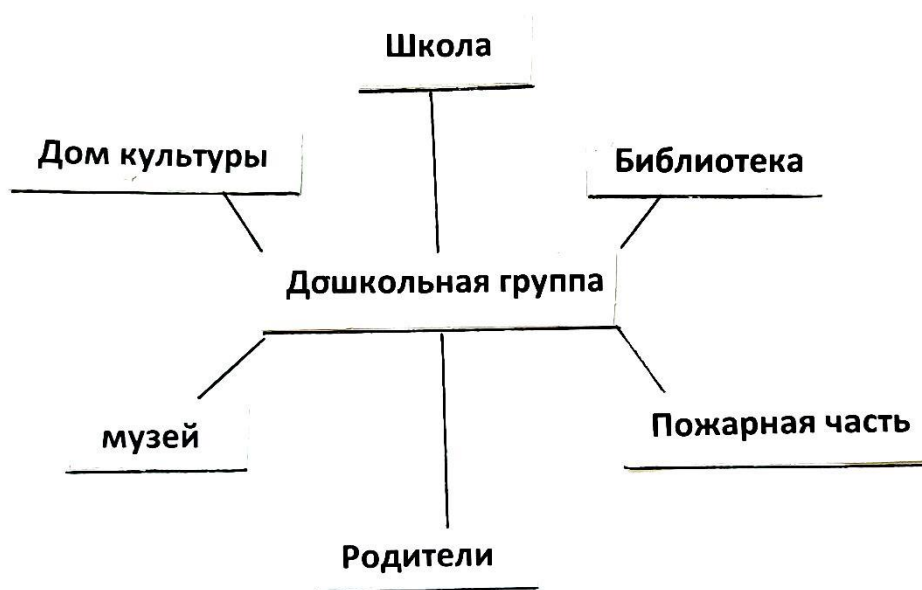 Школа
Дом культуры
Библиотека
Дошкольная группа
музей
Пожарная часть
Родители